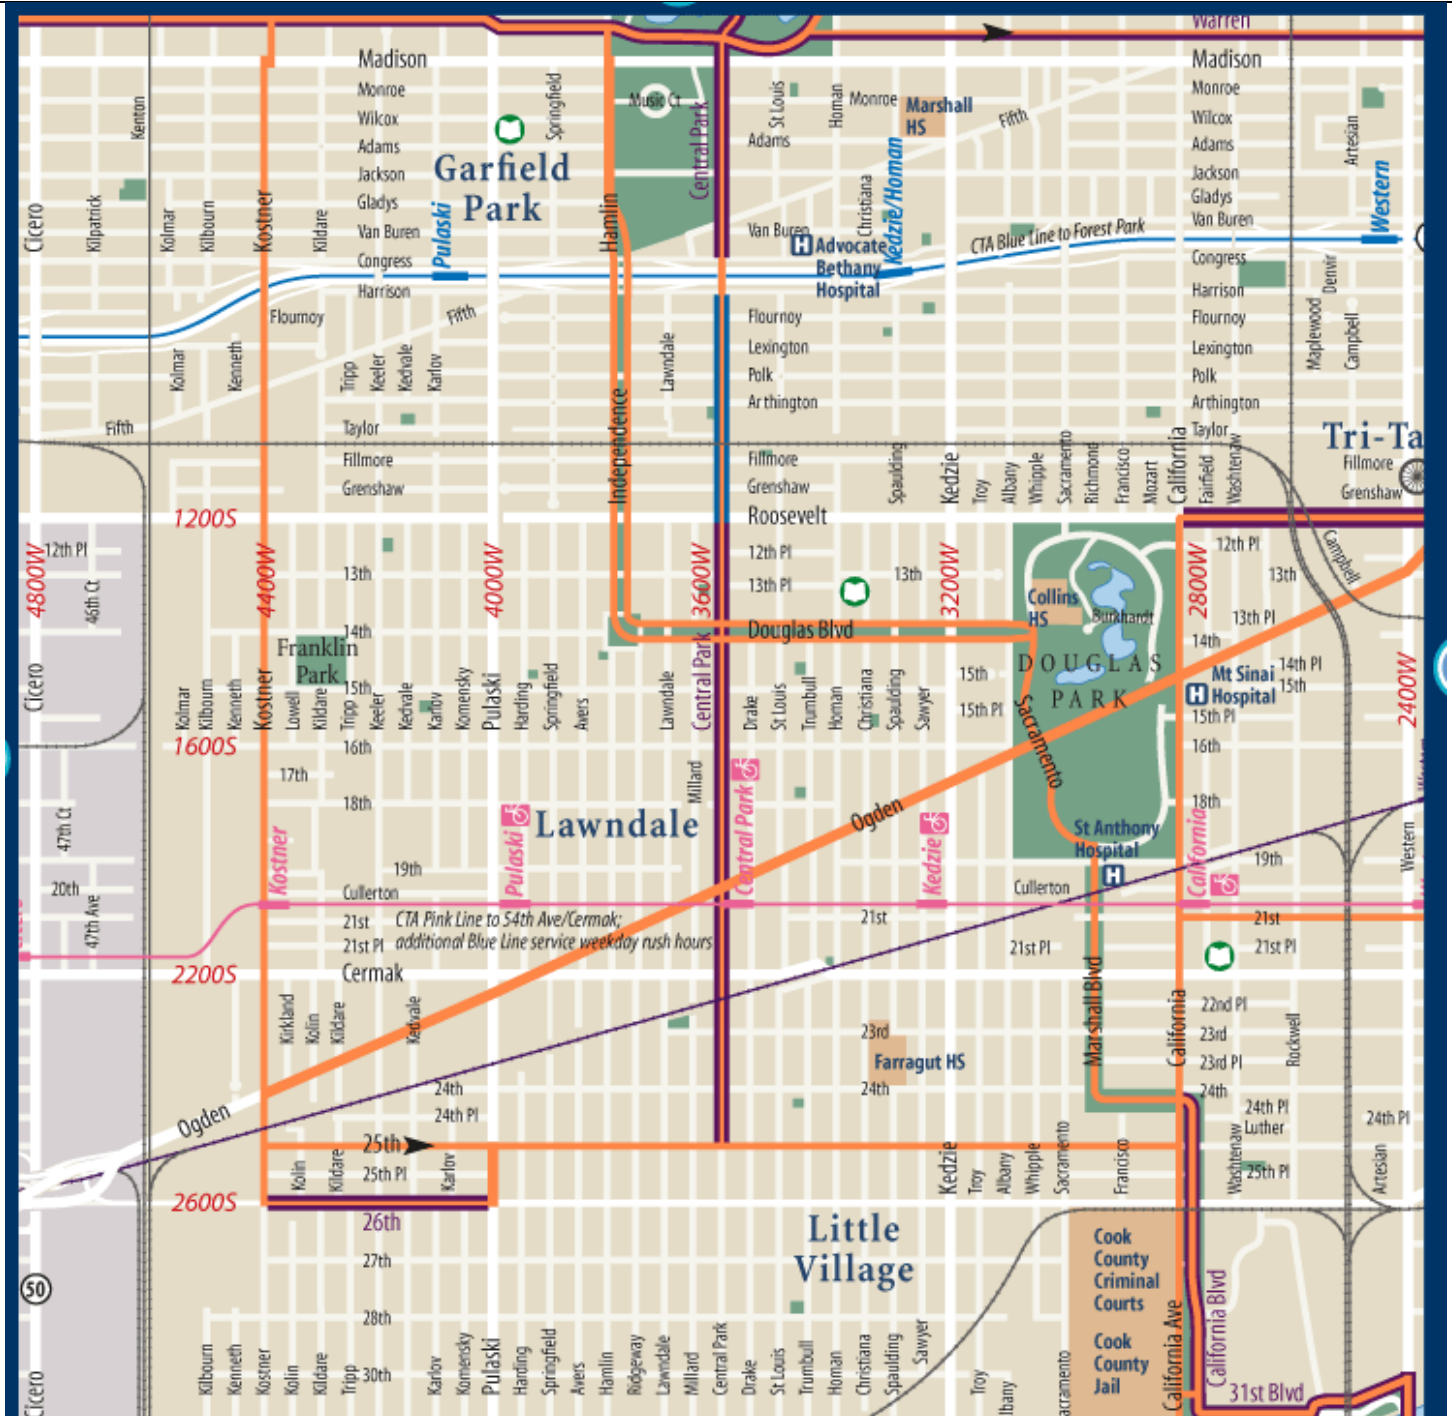 Warren
Madison
Monroe
Wilcox
Adams
Jackson
Gladys
Van Buren
Congress
Harrison
Flournoy
Fifth
Kenton
Springfield
Music Ct
Central Park
St Louis
Adams
Homan
Monroe
Marshall
HS
Fifth
Madison
Monroe
Wilcox
Adams
Jackson
Gladys
Van Buren
Congress
Harrison
Flournoy
Lexington
Polk
Arthington
Taylor
Artesian
Western
Garfield
Park
Cicero
Kilpatrick
Kolmar
Kilbourn
Kostner
Kildare
Pulaski
Hamlin
Van Buren
H Advocate
Bethany
Hospital
Christiana
Kedzie/Homan
CTA Blue Line to Forest Park
Denvir
Maplewood
Campbell
Flournoy
Lexington
Polk
Arthington
Kolmar
Kenneth
Tripp
Keeler
Kedvale
Karlov
Lawndale
Independence
Fifth
Taylor
Fillmore
Grenshaw
Fillmore
Grenshaw
Roosevelt
12th Pl
13th Pl
Douglas Blvd
Spaulding
Kedzie
Troy
Albany
Whipple
Sacramento
Richmond
Francisco
Mozart
California
Fairfield
Washtenaw
Tri-Ta
Fillmore
Grenshaw
1200S
4800W
4400W
4000W
3600W
3200W
2800W
2400W
12th Pl
46th Ct
13th
13th
12th Pl
13th
Campbell
13th Pl
Collins
HS
Burkhardt
14th
14th
Franklin
Park
15th
Central Park
DOUGLAS
PARK
15th
15th Pl
Sacramento
H Mt Sinai
Hospital
14th Pl
15th
15th Pl
16th
Cicero
Kolmar
Kilbourn
Kenneth
Kostner
Lowell
Kildare
Tripp
Keeler
Kedvale
Karlov
Komensky
Pulaski
Harding
Springfield
Avers
Lawndale
Drake
St Louis
Trumbull
Homan
Christiana
Spaulding
Sawyer
1600S
16th
17th
18th
Millard
18th
Lawndale
Ogden
47th Ct
Kostner
Pulaski
Central Park
Kedzie
California
St Anthony
Hospital
H
19th
19th
Western
20th
47th Ave
Cullerton
Cullerton
21st
21st Pl
CTA Pink Line to 54th Ave/Cermak;
additional Blue Line service weekday rush hours
21st
21st Pl
21st
21st Pl
2200S
Cermak
Kirkland
Kolin
Kildare
Kedvale
23rd
Farragut HS
24th
Marshall Blvd
California
22nd Pl
23rd
23rd Pl
24th
Rockwell
24th
24th Pl
24th Pl
Luther
24th Pl
Ogden
25th
25th Pl
Kolin
Kildare
Karlov
Kedzie
Troy
Albany
Whipple
Sacramento
Francisco
Washtenaw
25th Pl
Artesian
2600S
26th
Little
Village
Cook
County
Criminal
Courts
Cook
County
Jail
27th
28th
30th
50
Cicero
Kilbourn
Kenneth
Kostner
Kolin
Kildare
Tripp
Karlov
Komensky
Pulaski
Harding
Springfield
Avers
Hamlin
Ridgeway
Lawndale
Millard
Central Park
Drake
St Louis
Trumbull
Homan
Christiana
Spaulding
Sawyer
Troy
California Ave
California Blvd
31st Blvd